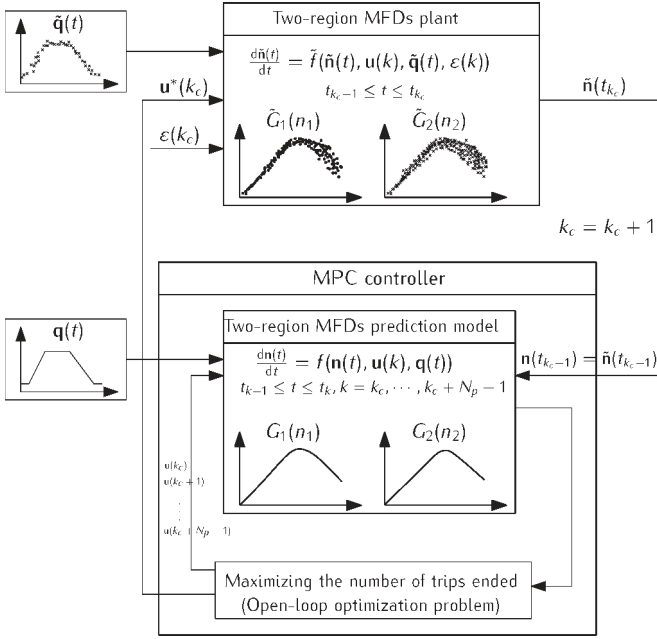 Two-region MFDs plant
q̃(t)
dñ(t)/dt = f̃(ñ(t), u(k), q̃(t), ε(k))
t_{k_c−1} ≤ t ≤ t_{k_c}
u*(k_c)
ñ(t_{k_c})
ε(k_c)
G̃₁(n₁) G̃₂(n₂)
k_c = k_c + 1
MPC controller
q(t)
Two-region MFDs prediction model
dn(t)/dt = f(n(t), u(k), q(t))
t_{k−1} ≤ t ≤ t_k, k = k_c, ⋯, k_c + N_p − 1
n(t_{k_c−1}) = ñ(t_{k_c−1})
G₁(n₁) G₂(n₂)
u(k_c)
u(k_c + 1)
⋮
u(k_c + N_p − 1)
Maximizing the number of trips ended
(Open-loop optimization problem)